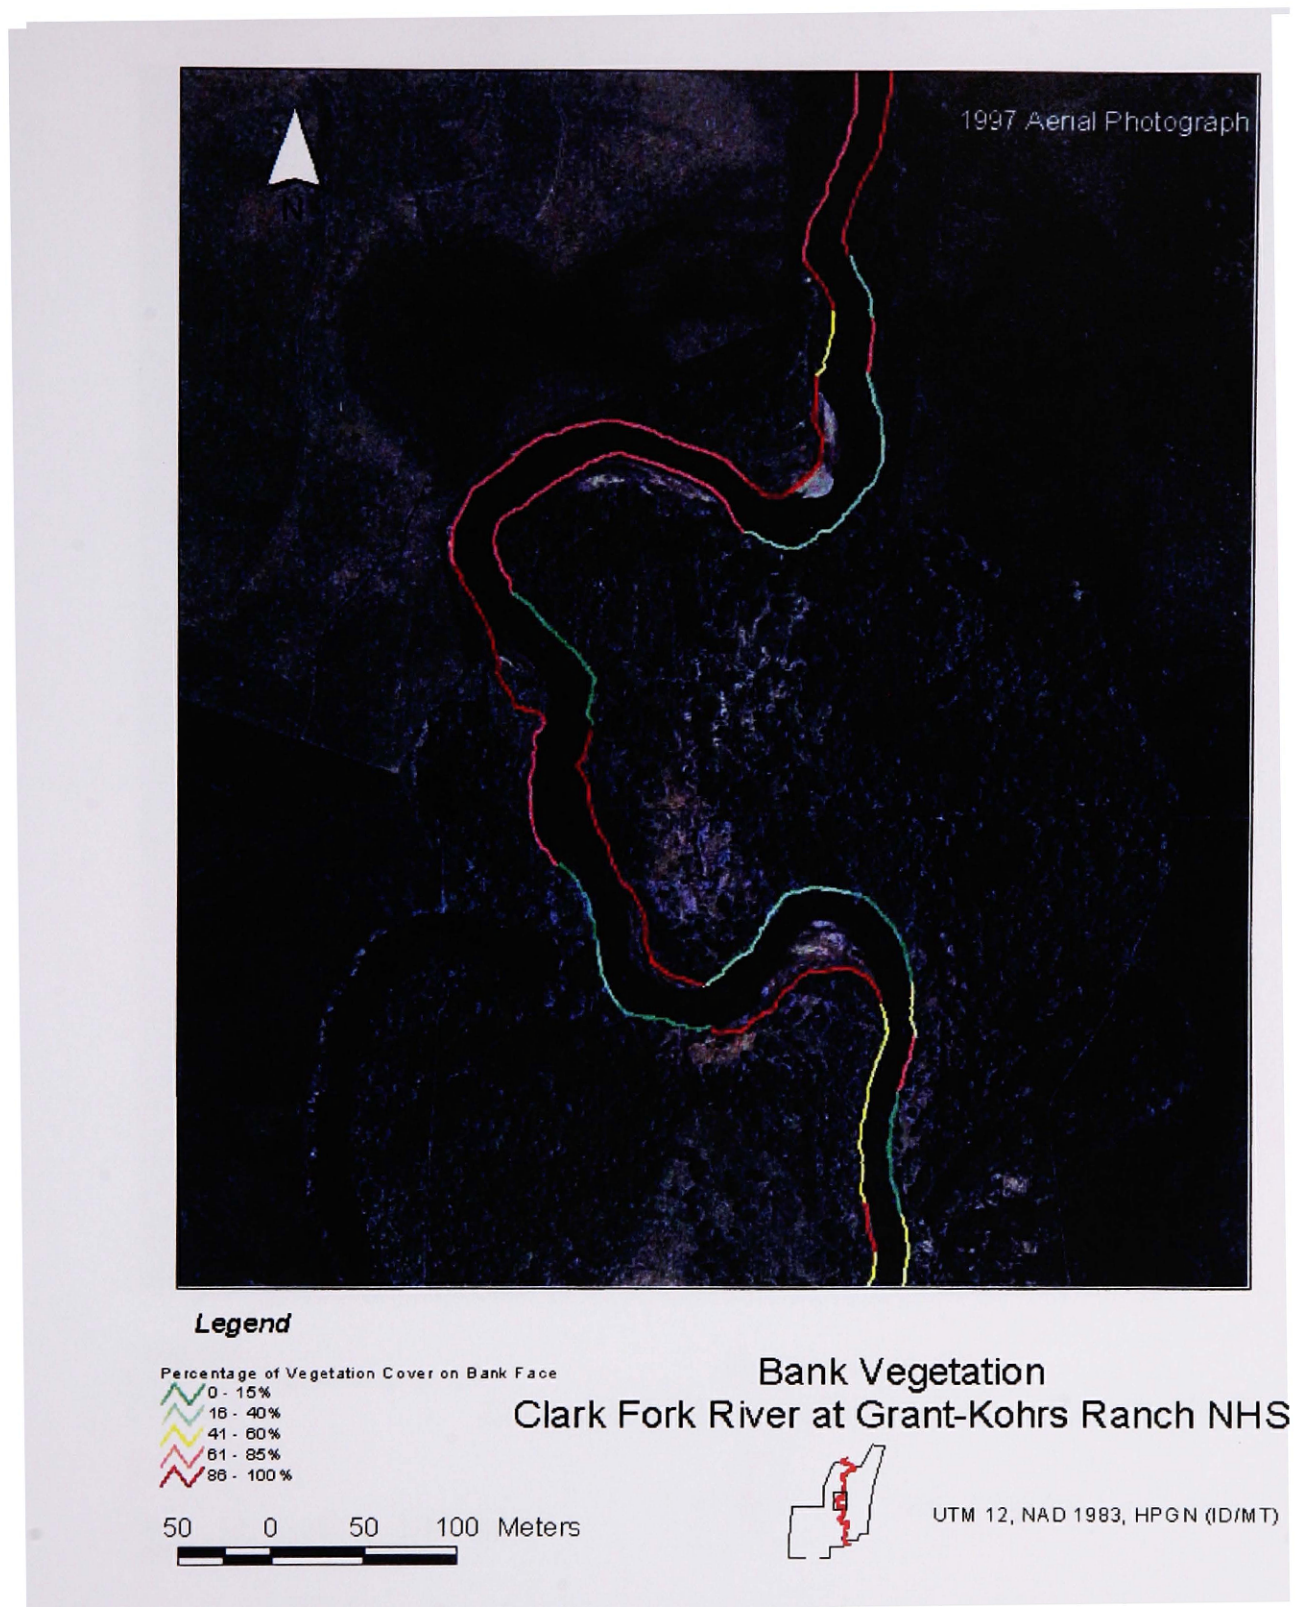 1997 Aerial Photograph
N
Legend
Percentage of Vegetation Cover on Bank Face
0 - 15%
16 - 40%
41 - 60%
61 - 85%
86 - 100%
Bank Vegetation
Clark Fork River at Grant-Kohrs Ranch NHS
50 0 50 100 Meters
UTM 12, NAD 1983, HPGN (ID/MT)